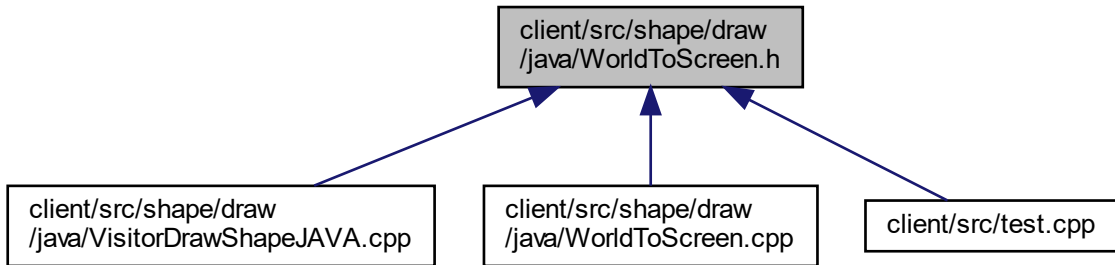 client/src/shape/draw
/java/WorldToScreen.h
client/src/shape/draw
/java/VisitorDrawShapeJAVA.cpp
client/src/shape/draw
/java/WorldToScreen.cpp
client/src/test.cpp